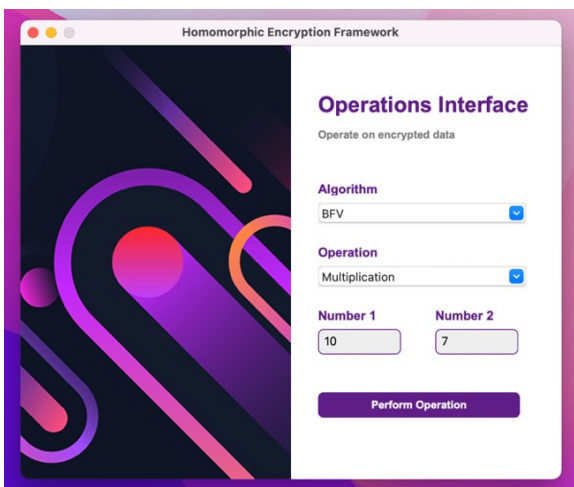 Homomorphic Encryption Framework
Operations Interface
Operate on encrypted data
Algorithm
BFV
Operation
Multiplication
Number 1 Number 2
10 7
Perform Operation